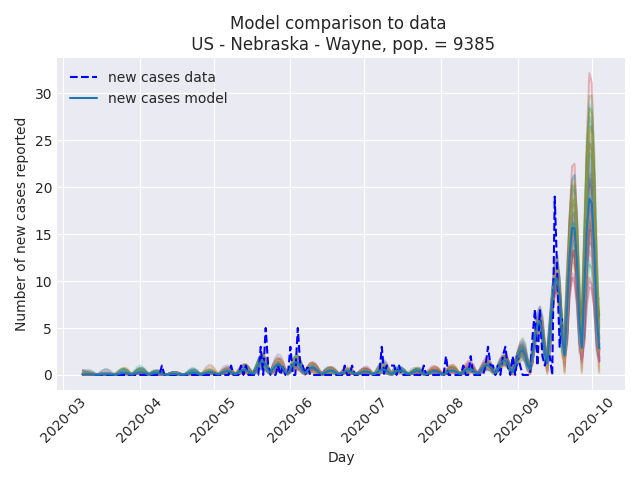 Model comparison to data
US - Nebraska - Wayne, pop. = 9385
new cases data
new cases model
Number of new cases reported
30
25
20
15
10
5
0
2020-03
2020-04
2020-05
2020-06
2020-07
2020-08
2020-09
2020-10
Day